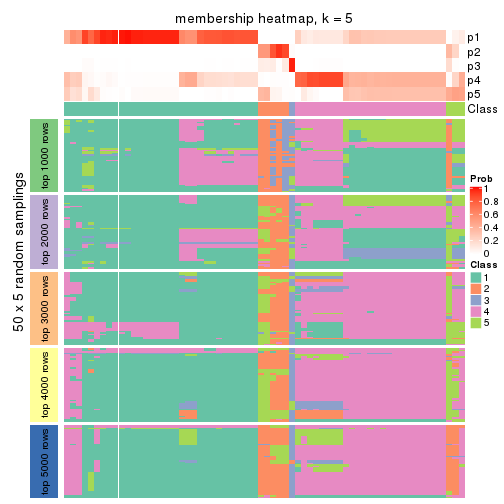 membership heatmap, k = 5
p1
p2
p3
p4
p5
Class
50 x 5 random samplings
top 1000 rows
top 2000 rows
top 3000 rows
top 4000 rows
top 5000 rows
Prob
1
0.8
0.6
0.4
0.2
0
Class
1
2
3
4
5